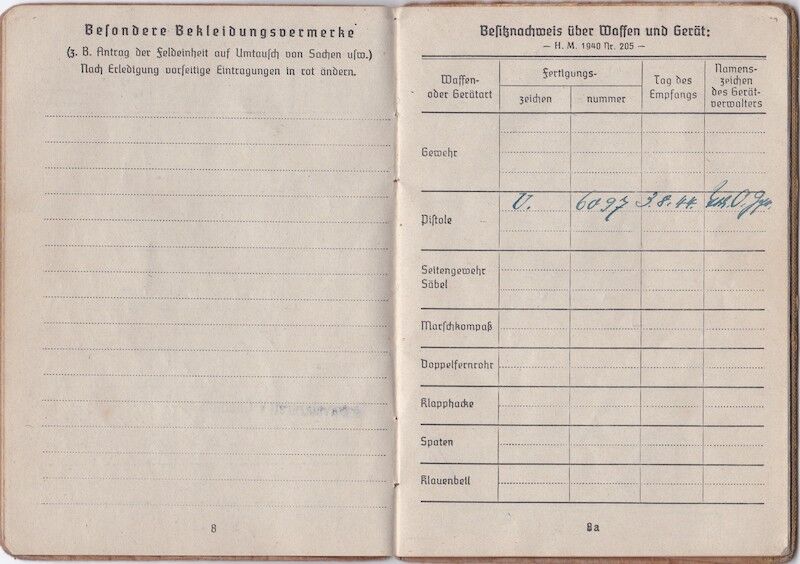 Besondere Bekleidungsvermerke
(z. B. Antrag der Feldeinheit auf Umtausch von Sachen usw.)
Nach Erledigung vorseitige Eintragungen in rot ändern.
8
Besitznachweis über Waffen und Gerät:
— H. M. 1940 Nr. 205 —
Waffen-
oder Gerätart
Fertigungs-
zeichen
nummer
Tag des
Empfangs
Namens-
zeichen
des Gerät-
verwalters
Gewehr
Pistole
U. 6097 3.8.44.
Seitengewehr
Säbel
Marschkompaß
Doppelfernrohr
Klapphacke
Spaten
Klauenbeil
8a